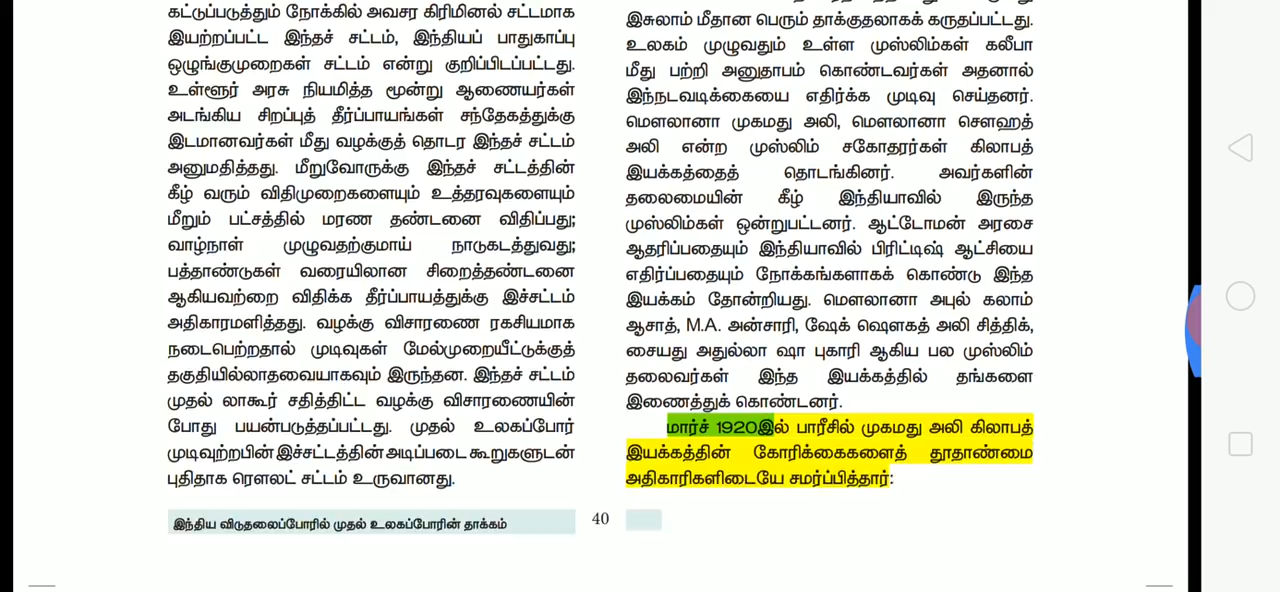 கட்டுப்படுத்தும் நோக்கில் அவசர கிரிமினல் சட்டமாக
இயற்றப்பட்ட இந்தச் சட்டம், இந்தியப் பாதுகாப்பு
ஒழுங்குமுறைகள் சட்டம் என்று குறிப்பிடப்பட்டது.
உள்ளூர் அரசு நியமித்த மூன்று ஆணையர்கள்
அடங்கிய சிறப்புத் தீர்ப்பாயங்கள் சந்தேகத்துக்கு
இடமானவர்கள் மீது வழக்குத் தொடர இந்தச் சட்டம்
அனுமதித்தது. மீறுவோருக்கு இந்தச் சட்டத்தின்
கீழ் வரும் விதிமுறைகளையும் உத்தரவுகளையும்
மீறும் பட்சத்தில் மரண தண்டனை விதிப்பது;
வாழ்நாள் முழுவதற்குமாய் நாடுகடத்துவது;
பத்தாண்டுகள் வரையிலான சிறைத்தண்டனை
ஆகியவற்றை விதிக்க தீர்ப்பாயத்துக்கு இச்சட்டம்
அதிகாரமளித்தது. வழக்கு விசாரணை ரகசியமாக
நடைபெற்றதால் முடிவுகள் மேல்முறையீட்டுக்குத்
தகுதியில்லாதவையாகவும் இருந்தன. இந்தச் சட்டம்
முதல் லாகூர் சதித்திட்ட வழக்கு விசாரணையின்
போது பயன்படுத்தப்பட்டது. முதல் உலகப்போர்
முடிவுற்றபின் இச்சட்டத்தின் அடிப்படை கூறுகளுடன்
புதிதாக ரௌலட் சட்டம் உருவானது.
இசுலாம் மீதான பெரும் தாக்குதலாகக் கருதப்பட்டது.
உலகம் முழுவதும் உள்ள முஸ்லிம்கள் கலீபா
மீது பற்றி அனுதாபம் கொண்டவர்கள் அதனால்
இந்நடவடிக்கையை எதிர்க்க முடிவு செய்தனர்.
மௌலானா முகமது அலி, மௌலானா சௌஹத்
அலி என்ற முஸ்லிம் சகோதரர்கள் கிலாபத்
இயக்கத்தைத் தொடங்கினர். அவர்களின்
தலைமையின் கீழ் இந்தியாவில் இருந்த
முஸ்லிம்கள் ஒன்றுபட்டனர். ஆட்டோமன் அரசை
ஆதரிப்பதையும் இந்தியாவில் பிரிட்டிஷ் ஆட்சியை
எதிர்ப்பதையும் நோக்கங்களாகக் கொண்டு இந்த
இயக்கம் தோன்றியது. மௌலானா அபுல் கலாம்
ஆசாத், M.A. அன்சாரி, ஷேக் ஷௌகத் அலி சித்திக்,
சையது அதுல்லா ஷா புகாரி ஆகிய பல முஸ்லிம்
தலைவர்கள் இந்த இயக்கத்தில் தங்களை
இணைத்துக் கொண்டனர்.
மார்ச் 1920இல் பாரீசில் முகமது அலி கிலாபத்
இயக்கத்தின் கோரிக்கைகளைத் தூதாண்மை
அதிகாரிகளிடையே சமர்ப்பித்தார்:
இந்திய விடுதலைப்போரில் முதல் உலகப்போரின் தாக்கம்
40